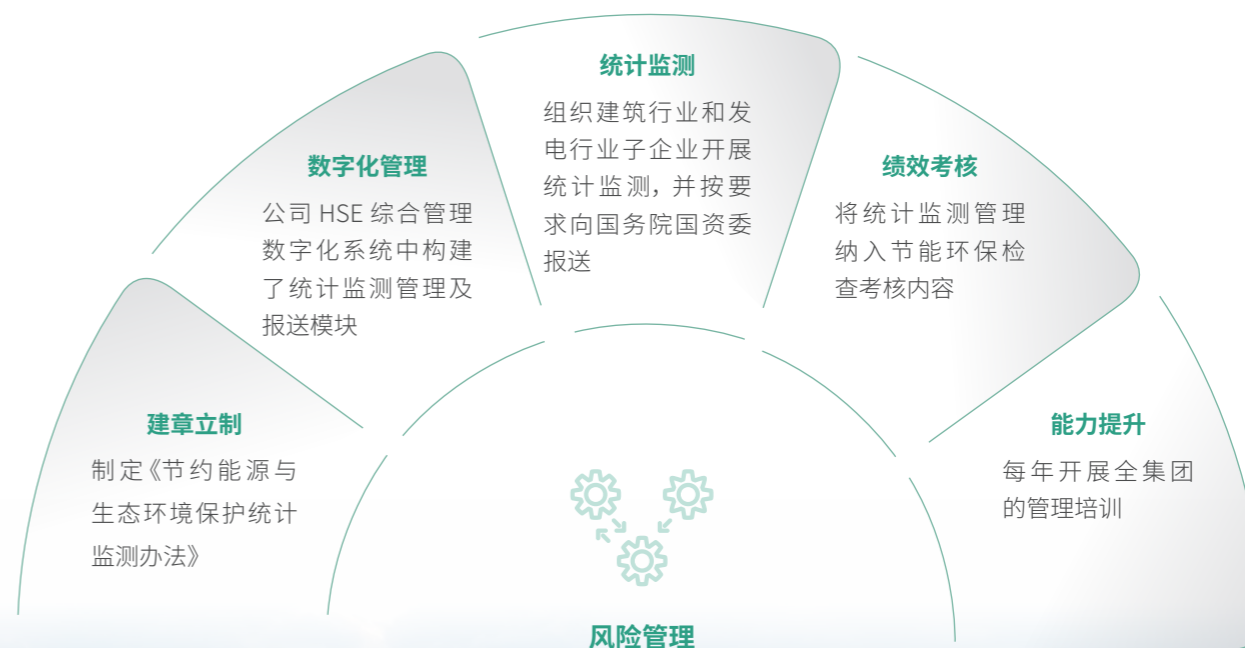 建章立制
制定《节约能源与
生态环境保护统计
监测办法》
数字化管理
公司 HSE 综合管理
数字化系统中构建
了统计监测管理及
报送模块
统计监测
组织建筑行业和发
电行业子企业开展
统计监测，并按要
求向国务院国资委
报送
绩效考核
将统计监测管理
纳入节能环保检
查考核内容
能力提升
每年开展全集团
的管理培训
风险管理